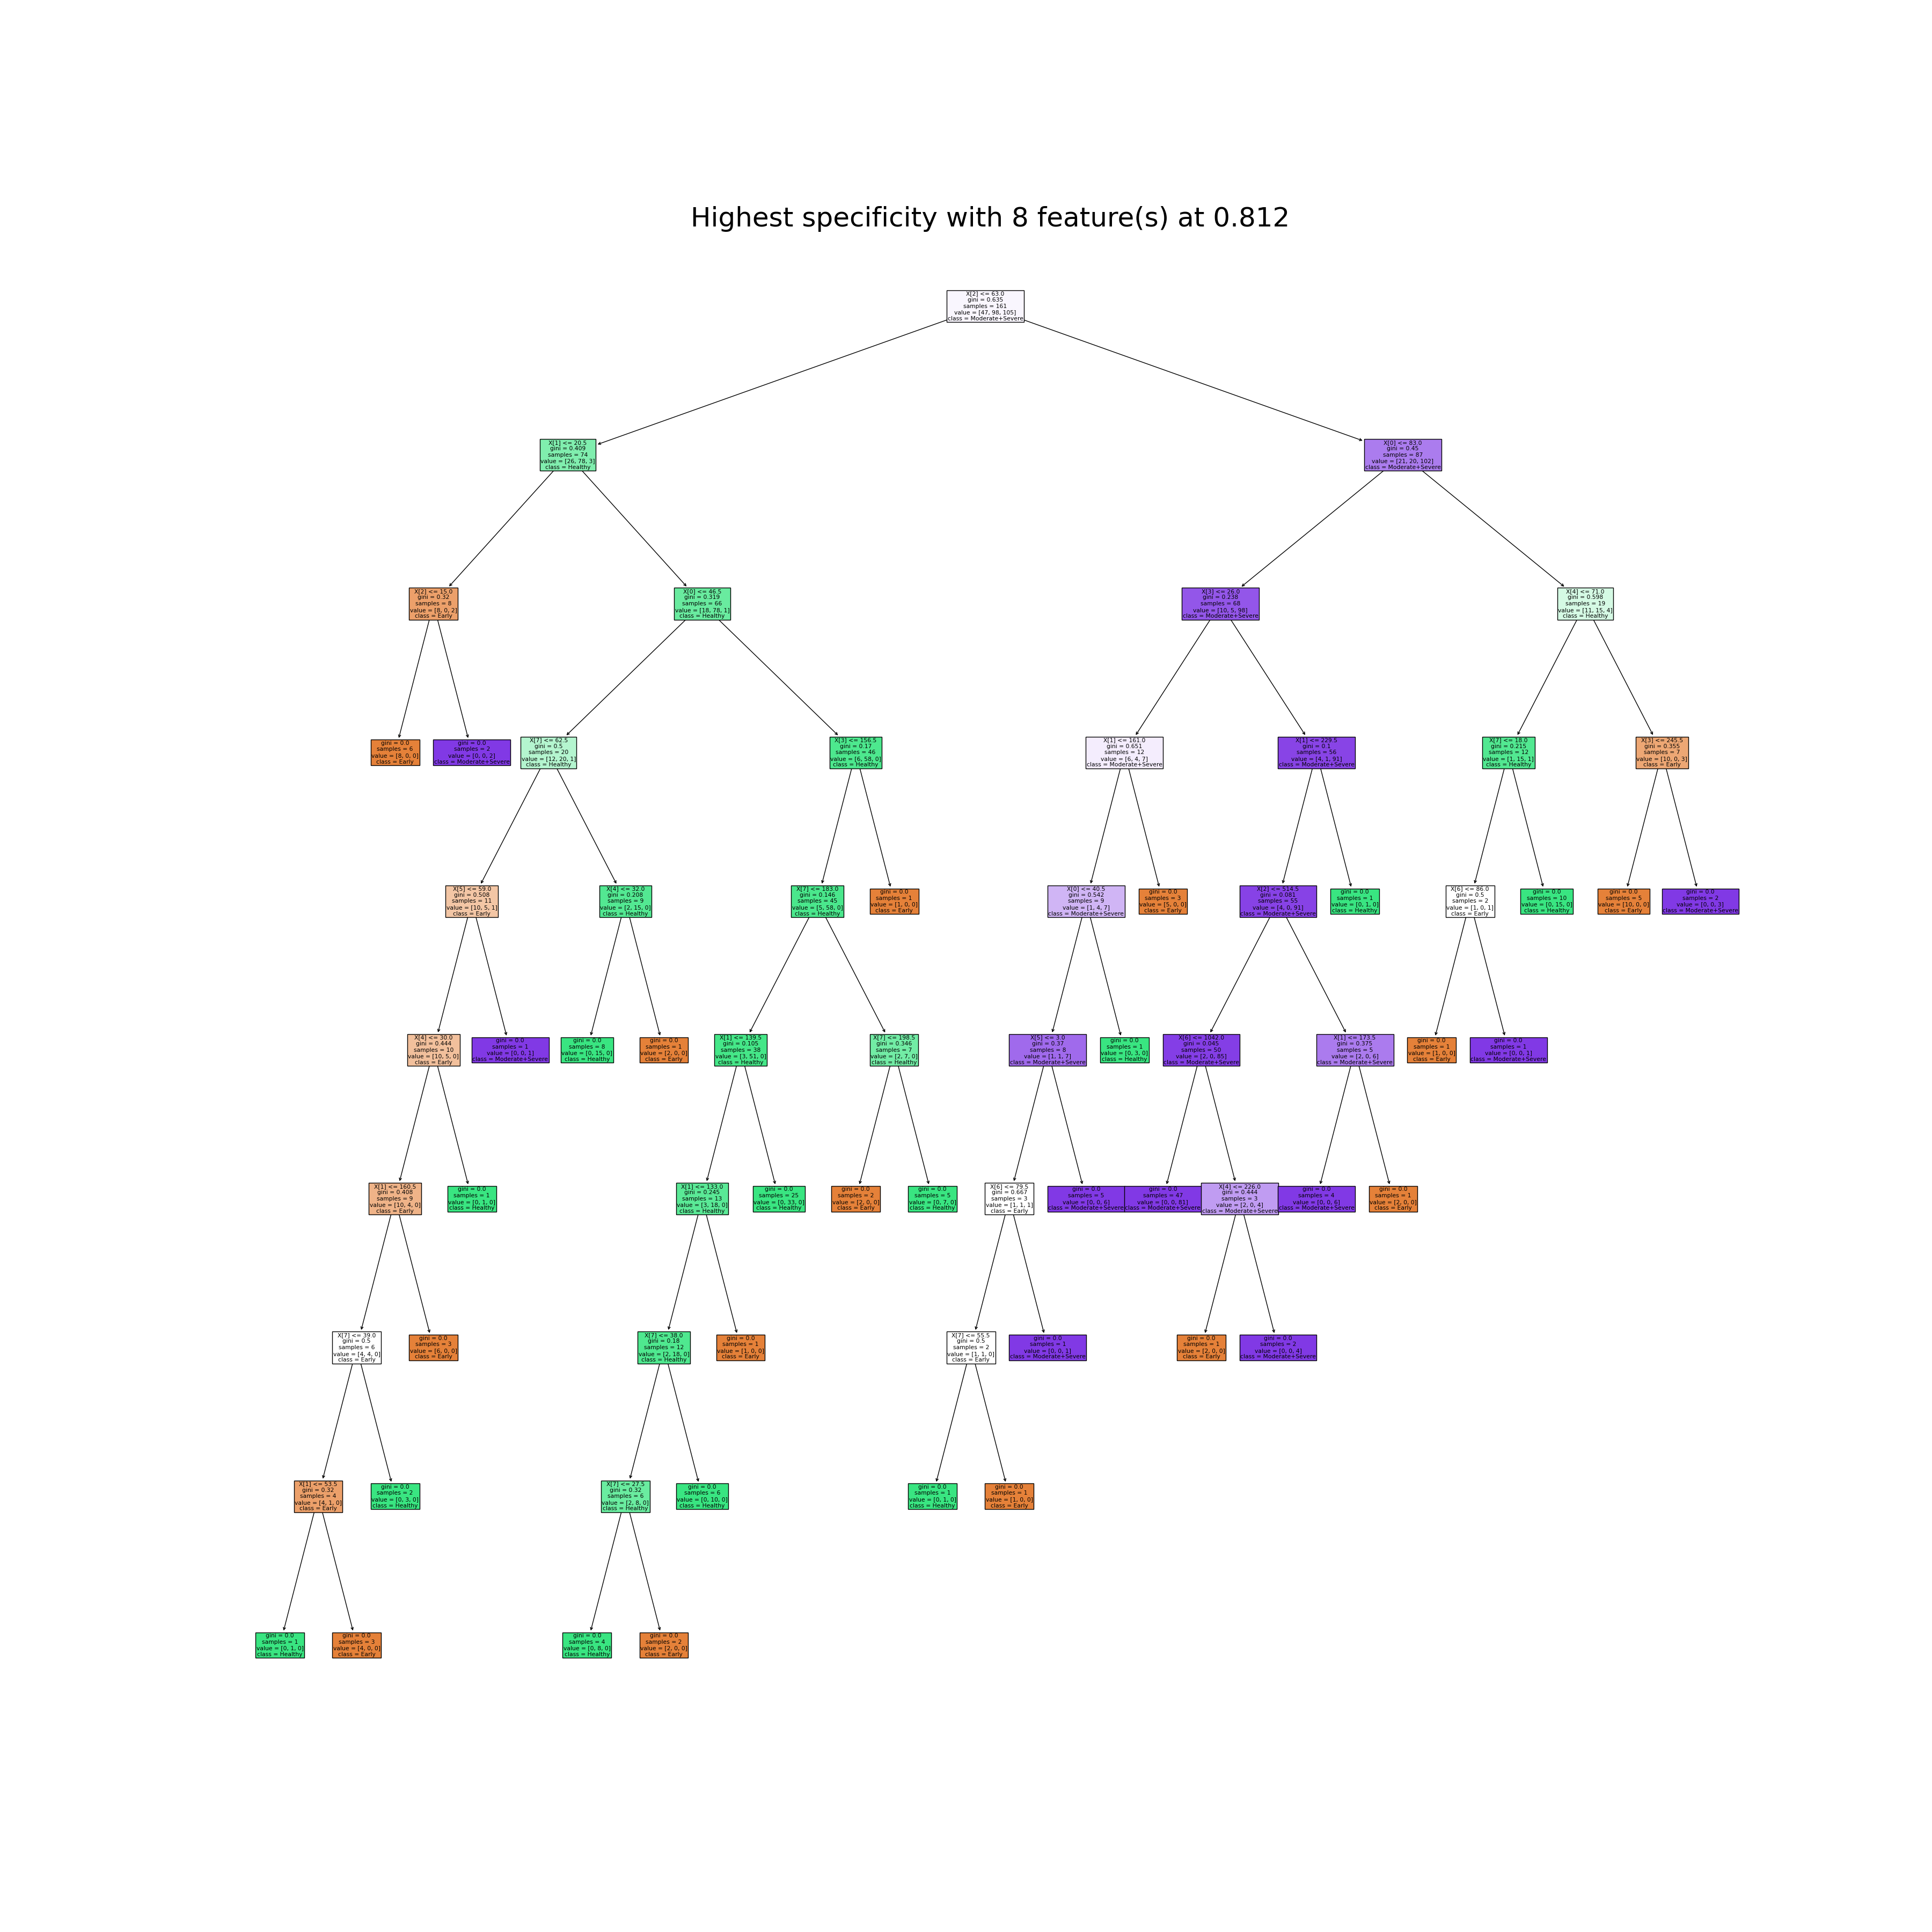 Highest specificity with 8 feature(s) at 0.812
X[2] <= 63.0
gini = 0.635
samples = 161
value = [47, 98, 105]
class = Moderate+Severe
X[1] <= 20.5
gini = 0.409
samples = 74
value = [26, 78, 3]
class = Healthy
X[0] <= 83.0
gini = 0.45
samples = 87
value = [21, 20, 102]
class = Moderate+Severe
X[2] <= 15.0
gini = 0.32
samples = 8
value = [8, 0, 2]
class = Early
X[0] <= 46.5
gini = 0.319
samples = 66
value = [18, 78, 1]
class = Healthy
X[3] <= 26.0
gini = 0.238
samples = 68
value = [10, 5, 98]
class = Moderate+Severe
X[4] <= 71.0
gini = 0.598
samples = 19
value = [11, 15, 4]
class = Healthy
gini = 0.0
samples = 6
value = [8, 0, 0]
class = Early
gini = 0.0
samples = 2
value = [0, 0, 2]
class = Moderate+Severe
X[7] <= 62.5
gini = 0.5
samples = 20
value = [12, 20, 1]
class = Healthy
X[3] <= 156.5
gini = 0.17
samples = 46
value = [6, 58, 0]
class = Healthy
X[1] <= 161.0
gini = 0.651
samples = 12
value = [6, 4, 7]
class = Moderate+Severe
X[1] <= 229.5
gini = 0.1
samples = 56
value = [4, 1, 91]
class = Moderate+Severe
X[7] <= 18.0
gini = 0.215
samples = 12
value = [1, 15, 1]
class = Healthy
X[3] <= 245.5
gini = 0.355
samples = 7
value = [10, 0, 3]
class = Early
X[5] <= 59.0
gini = 0.508
samples = 11
value = [10, 5, 1]
class = Early
X[4] <= 32.0
gini = 0.208
samples = 9
value = [2, 15, 0]
class = Healthy
X[7] <= 183.0
gini = 0.146
samples = 45
value = [5, 58, 0]
class = Healthy
gini = 0.0
samples = 1
value = [1, 0, 0]
class = Early
X[0] <= 40.5
gini = 0.542
samples = 9
value = [1, 4, 7]
class = Moderate+Severe
gini = 0.0
samples = 3
value = [5, 0, 0]
class = Early
X[2] <= 514.5
gini = 0.081
samples = 55
value = [4, 0, 91]
class = Moderate+Severe
gini = 0.0
samples = 1
value = [0, 1, 0]
class = Healthy
X[6] <= 86.0
gini = 0.5
samples = 2
value = [1, 0, 1]
class = Early
gini = 0.0
samples = 10
value = [0, 15, 0]
class = Healthy
gini = 0.0
samples = 5
value = [10, 0, 0]
class = Early
gini = 0.0
samples = 2
value = [0, 0, 3]
class = Moderate+Severe
X[4] <= 30.0
gini = 0.444
samples = 10
value = [10, 5, 0]
class = Early
gini = 0.0
samples = 1
value = [0, 0, 1]
class = Moderate+Severe
gini = 0.0
samples = 8
value = [0, 15, 0]
class = Healthy
gini = 0.0
samples = 1
value = [2, 0, 0]
class = Early
X[1] <= 139.5
gini = 0.105
samples = 38
value = [3, 51, 0]
class = Healthy
X[7] <= 198.5
gini = 0.346
samples = 7
value = [2, 7, 0]
class = Healthy
X[5] <= 3.0
gini = 0.37
samples = 8
value = [1, 1, 7]
class = Moderate+Severe
gini = 0.0
samples = 1
value = [0, 3, 0]
class = Healthy
X[6] <= 1042.0
gini = 0.045
samples = 50
value = [2, 0, 85]
class = Moderate+Severe
X[1] <= 173.5
gini = 0.375
samples = 5
value = [2, 0, 6]
class = Moderate+Severe
gini = 0.0
samples = 1
value = [1, 0, 0]
class = Early
gini = 0.0
samples = 1
value = [0, 0, 1]
class = Moderate+Severe
X[1] <= 160.5
gini = 0.408
samples = 9
value = [10, 4, 0]
class = Early
gini = 0.0
samples = 1
value = [0, 1, 0]
class = Healthy
X[1] <= 133.0
gini = 0.245
samples = 13
value = [3, 18, 0]
class = Healthy
gini = 0.0
samples = 25
value = [0, 33, 0]
class = Healthy
gini = 0.0
samples = 2
value = [2, 0, 0]
class = Early
gini = 0.0
samples = 5
value = [0, 7, 0]
class = Healthy
X[6] <= 79.5
gini = 0.667
samples = 3
value = [1, 1, 1]
class = Early
gini = 0.0
samples = 5
value = [0, 0, 6]
class = Moderate+Severe
gini = 0.0
samples = 47
value = [0, 0, 81]
class = Moderate+Severe
X[4] <= 226.0
gini = 0.444
samples = 3
value = [2, 0, 4]
class = Moderate+Severe
gini = 0.0
samples = 4
value = [0, 0, 6]
class = Moderate+Severe
gini = 0.0
samples = 1
value = [2, 0, 0]
class = Early
X[7] <= 39.0
gini = 0.5
samples = 6
value = [4, 4, 0]
class = Early
gini = 0.0
samples = 3
value = [6, 0, 0]
class = Early
X[7] <= 38.0
gini = 0.18
samples = 12
value = [2, 18, 0]
class = Healthy
gini = 0.0
samples = 1
value = [1, 0, 0]
class = Early
X[7] <= 55.5
gini = 0.5
samples = 2
value = [1, 1, 0]
class = Early
gini = 0.0
samples = 1
value = [0, 0, 1]
class = Moderate+Severe
gini = 0.0
samples = 1
value = [2, 0, 0]
class = Early
gini = 0.0
samples = 2
value = [0, 0, 4]
class = Moderate+Severe
X[1] <= 53.5
gini = 0.32
samples = 4
value = [4, 1, 0]
class = Early
gini = 0.0
samples = 2
value = [0, 3, 0]
class = Healthy
X[7] <= 27.5
gini = 0.32
samples = 6
value = [2, 8, 0]
class = Healthy
gini = 0.0
samples = 6
value = [0, 10, 0]
class = Healthy
gini = 0.0
samples = 1
value = [0, 1, 0]
class = Healthy
gini = 0.0
samples = 1
value = [1, 0, 0]
class = Early
gini = 0.0
samples = 1
value = [0, 1, 0]
class = Healthy
gini = 0.0
samples = 3
value = [4, 0, 0]
class = Early
gini = 0.0
samples = 4
value = [0, 8, 0]
class = Healthy
gini = 0.0
samples = 2
value = [2, 0, 0]
class = Early